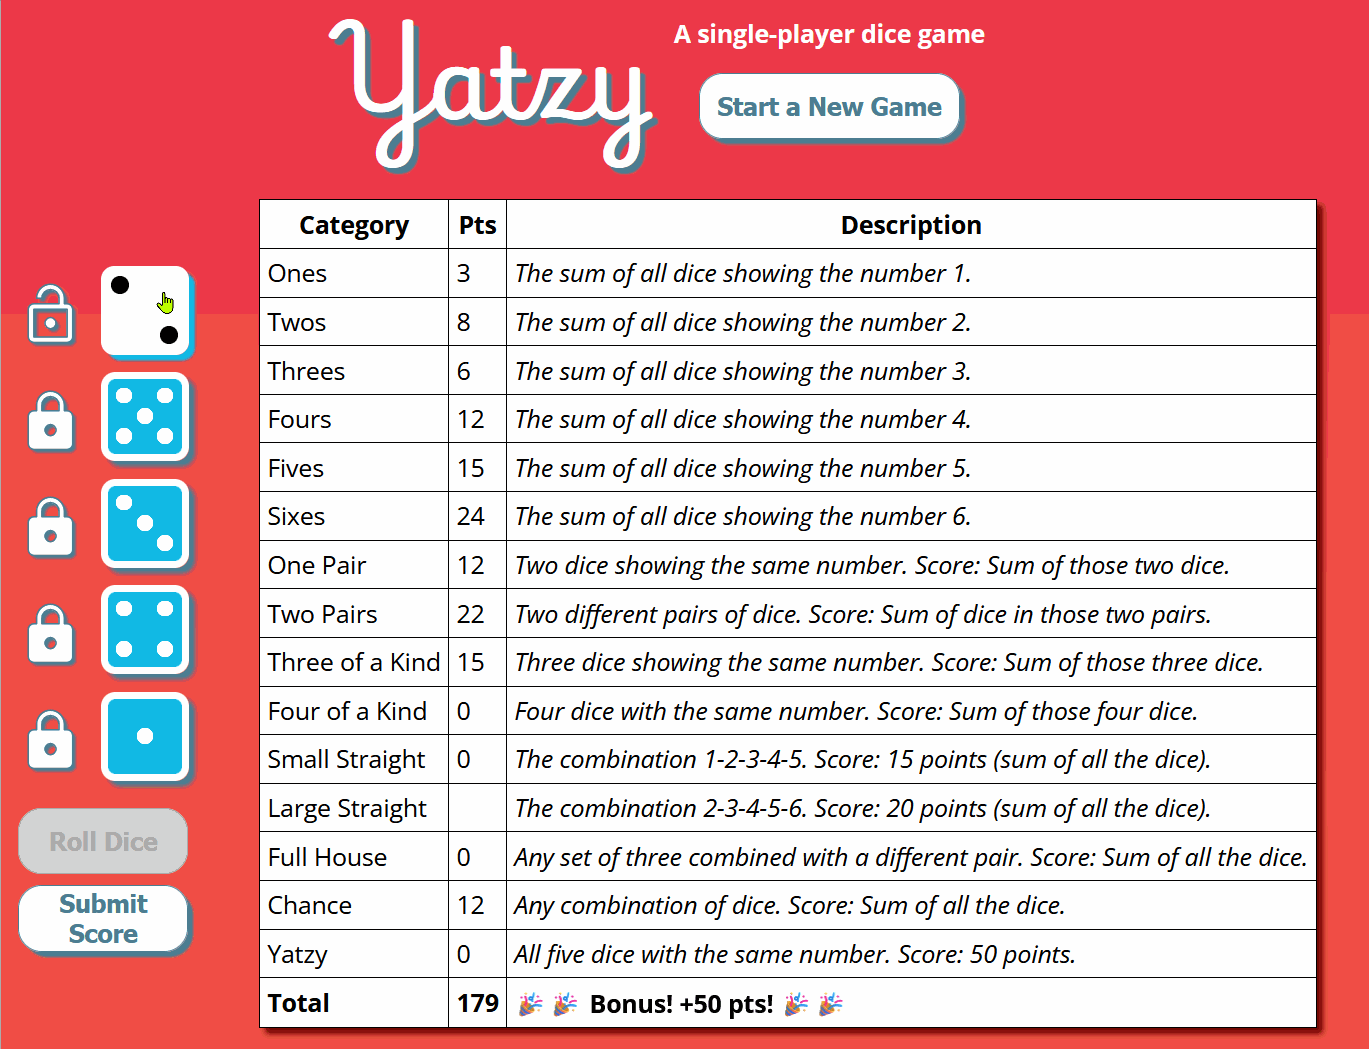 Yatzy
A single-player dice game
Start a New Game
Category Pts Description
Ones 3 The sum of all dice showing the number 1.
Twos 8 The sum of all dice showing the number 2.
Threes 6 The sum of all dice showing the number 3.
Fours 12 The sum of all dice showing the number 4.
Fives 15 The sum of all dice showing the number 5.
Sixes 24 The sum of all dice showing the number 6.
One Pair 12 Two dice showing the same number. Score: Sum of those two dice.
Two Pairs 22 Two different pairs of dice. Score: Sum of dice in those two pairs.
Three of a Kind 15 Three dice showing the same number. Score: Sum of those three dice.
Four of a Kind 0 Four dice with the same number. Score: Sum of those four dice.
Small Straight 0 The combination 1-2-3-4-5. Score: 15 points (sum of all the dice).
Large Straight The combination 2-3-4-5-6. Score: 20 points (sum of all the dice).
Full House 0 Any set of three combined with a different pair. Score: Sum of all the dice.
Chance 12 Any combination of dice. Score: Sum of all the dice.
Yatzy 0 All five dice with the same number. Score: 50 points.
Total 179 🎉 🎉 Bonus! +50 pts! 🎉 🎉
Roll Dice
Submit
Score